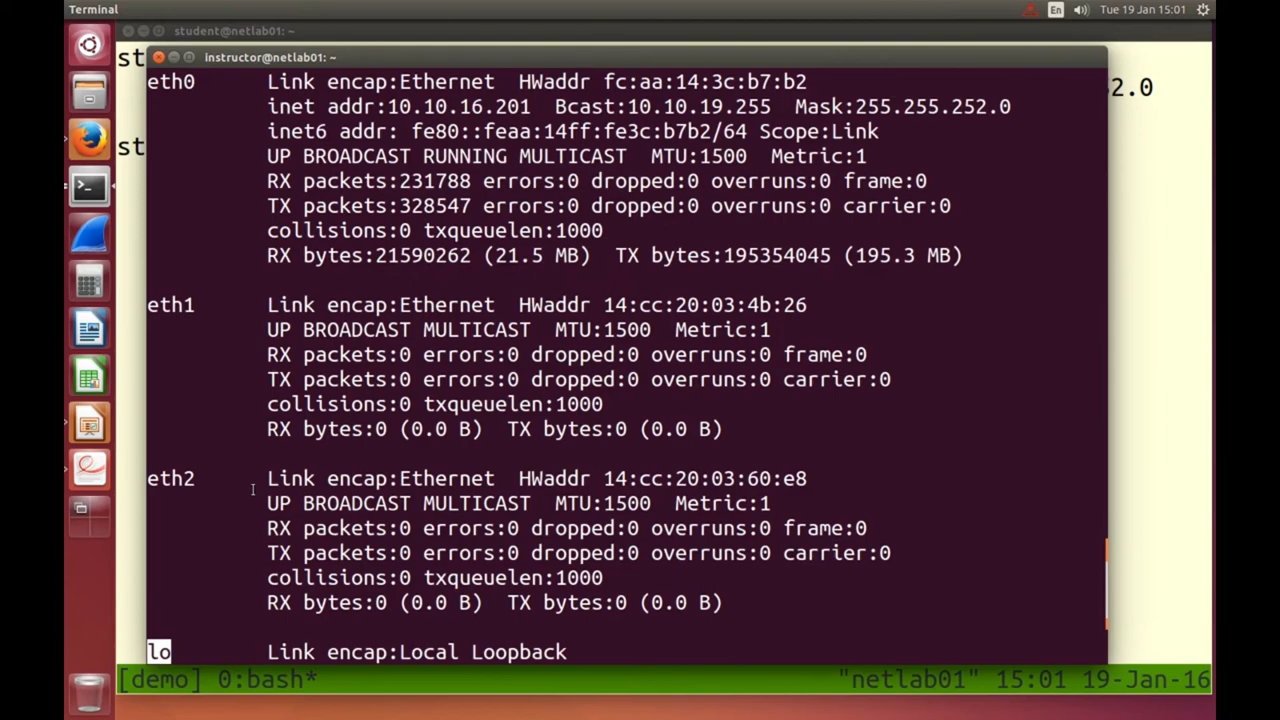 Terminal
En
Tue 19 Jan 15:01
student@netlab01: ~
st
instructor@netlab01: ~
eth0 Link encap:Ethernet HWaddr fc:aa:14:3c:b7:b2
52.0
inet addr:10.10.16.201 Bcast:10.10.19.255 Mask:255.255.252.0
inet6 addr: fe80::feaa:14ff:fe3c:b7b2/64 Scope:Link
st
UP BROADCAST RUNNING MULTICAST MTU:1500 Metric:1
RX packets:231788 errors:0 dropped:0 overruns:0 frame:0
TX packets:328547 errors:0 dropped:0 overruns:0 carrier:0
collisions:0 txqueuelen:1000
RX bytes:21590262 (21.5 MB) TX bytes:195354045 (195.3 MB)
eth1 Link encap:Ethernet HWaddr 14:cc:20:03:4b:26
UP BROADCAST MULTICAST MTU:1500 Metric:1
RX packets:0 errors:0 dropped:0 overruns:0 frame:0
TX packets:0 errors:0 dropped:0 overruns:0 carrier:0
collisions:0 txqueuelen:1000
RX bytes:0 (0.0 B) TX bytes:0 (0.0 B)
eth2 Link encap:Ethernet HWaddr 14:cc:20:03:60:e8
UP BROADCAST MULTICAST MTU:1500 Metric:1
RX packets:0 errors:0 dropped:0 overruns:0 frame:0
TX packets:0 errors:0 dropped:0 overruns:0 carrier:0
collisions:0 txqueuelen:1000
RX bytes:0 (0.0 B) TX bytes:0 (0.0 B)
lo Link encap:Local Loopback
[demo] 0:bash* "netlab01" 15:01 19-Jan-16